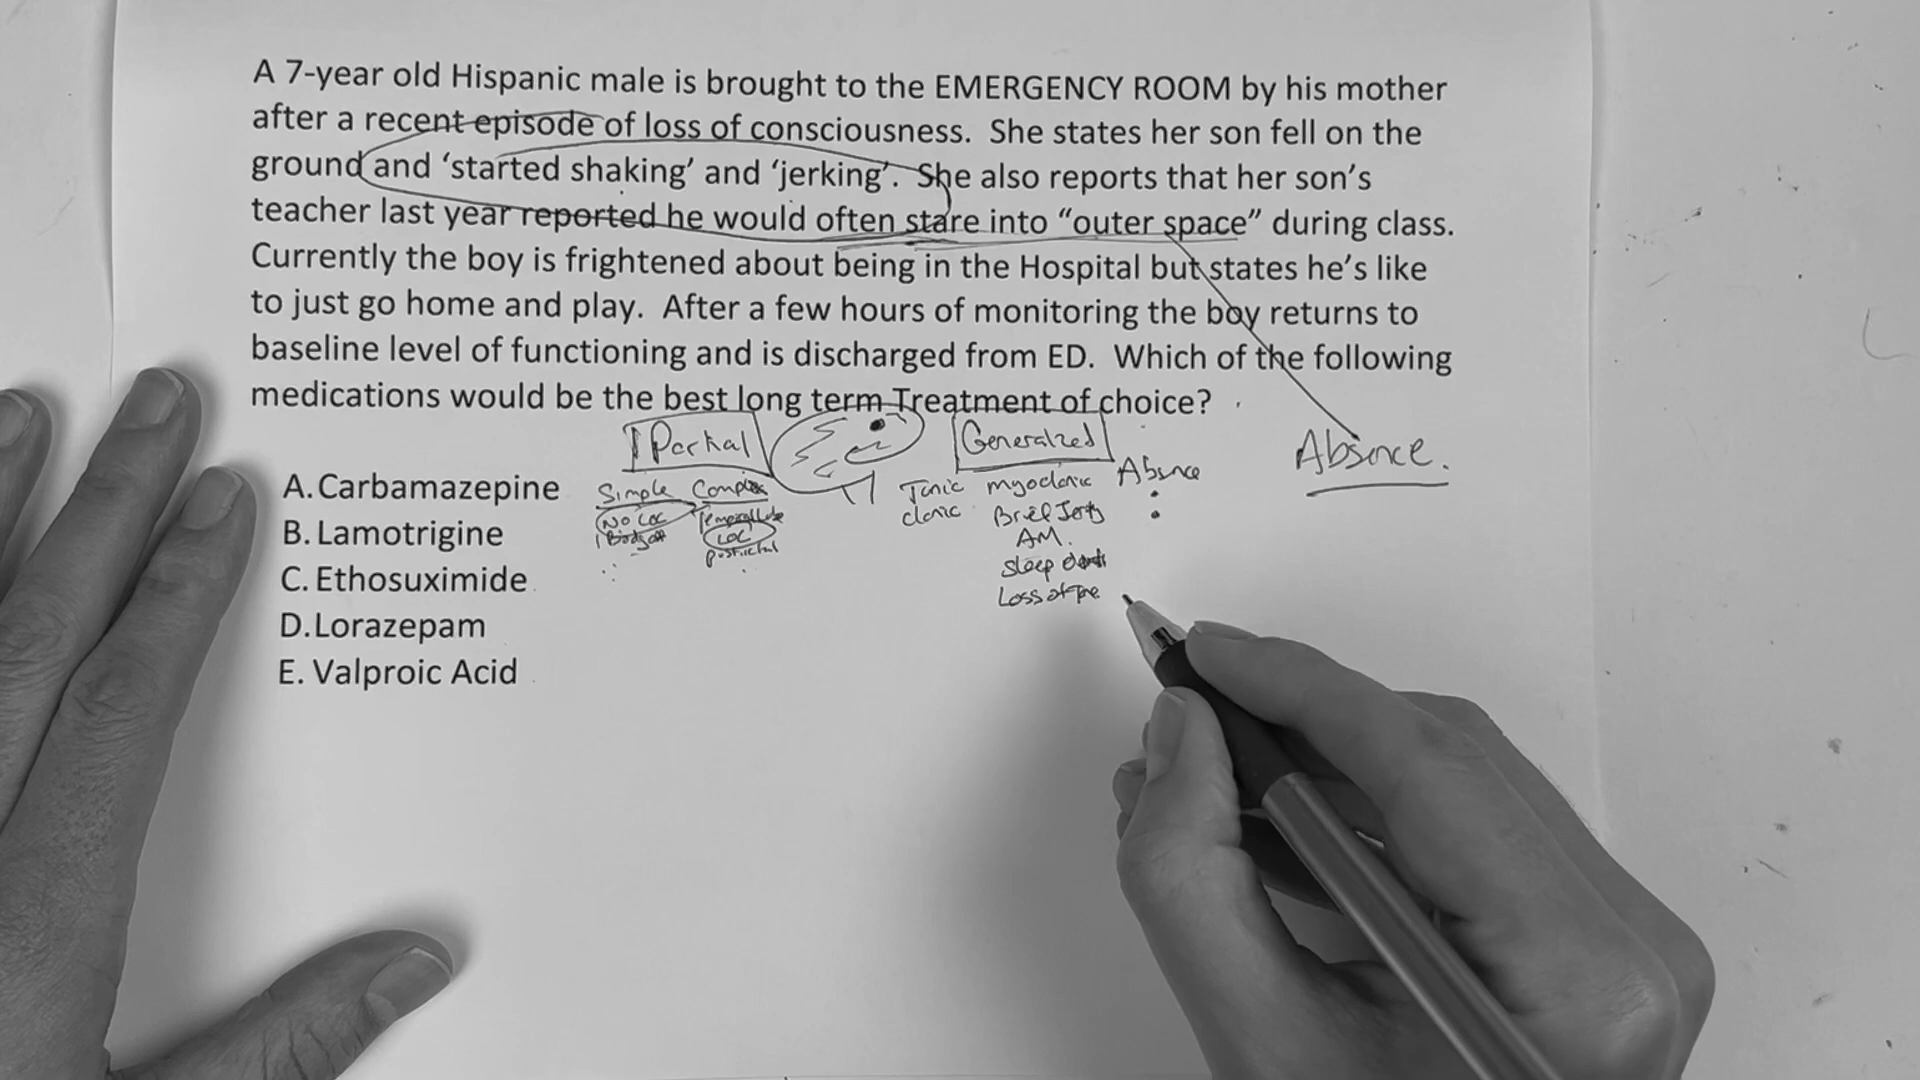 A 7-year old Hispanic male is brought to the EMERGENCY ROOM by his mother
after a recent episode of loss of consciousness. She states her son fell on the
ground and ‘started shaking’ and ‘jerking’. She also reports that her son’s
teacher last year reported he would often stare into “outer space” during class.
Currently the boy is frightened about being in the Hospital but states he’s like
to just go home and play. After a few hours of monitoring the boy returns to
baseline level of functioning and is discharged from ED. Which of the following
medications would be the best long term Treatment of choice?
Partial
Generalzed
Absence.
A. Carbamazepine
B. Lamotrigine
C. Ethosuximide
D. Lorazepam
E. Valproic Acid
Simple Complex
No LOC
LOC
postictal
Tonic
clonic
myoclonic
Brief Jerks
AM.
sleep
Loss of
Absnce